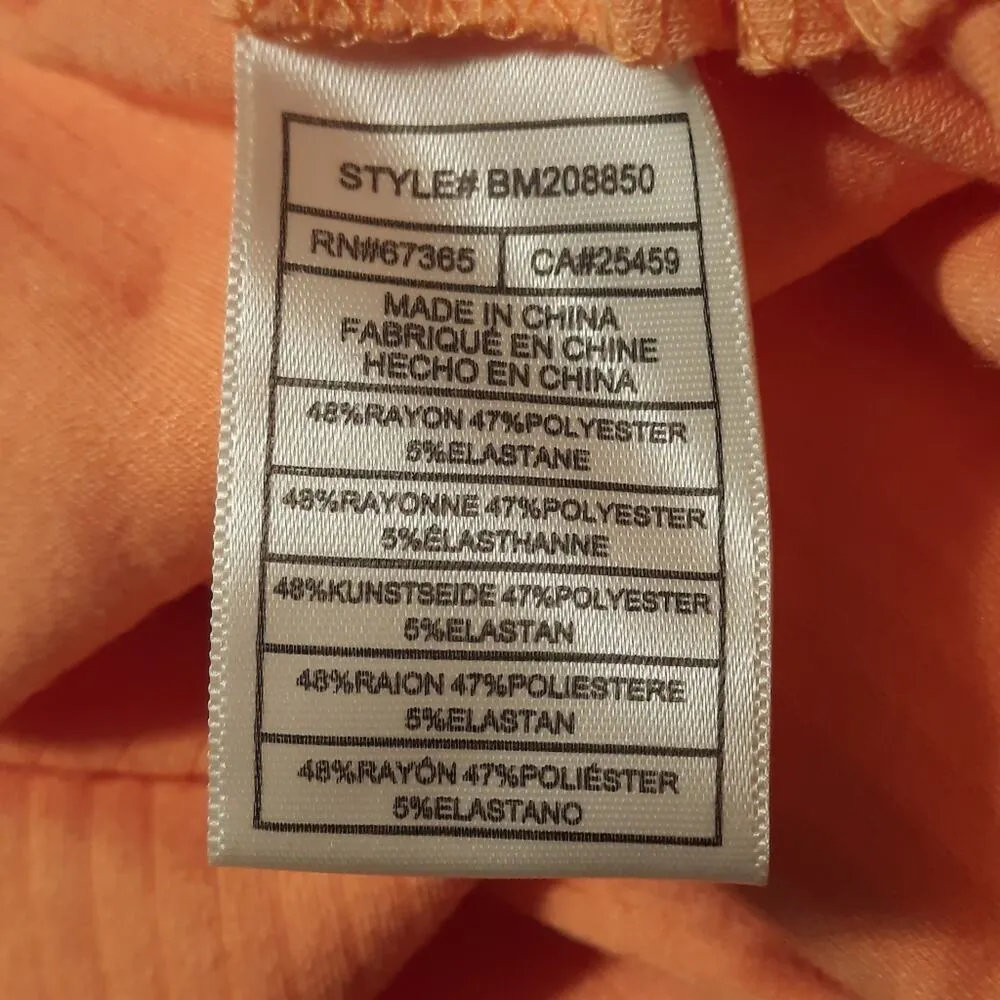 STYLE# BM208850
RN#67365 CA#25459
MADE IN CHINA
FABRIQUÉ EN CHINE
HECHO EN CHINA
48%RAYON 47%POLYESTER
5%ELASTANE
48%RAYONNE 47%POLYESTER
5%ÉLASTHANNE
48%KUNSTSEIDE 47%POLYESTER
5%ELASTAN
48%RAION 47%POLIESTERE
5%ELASTAN
48%RAYÓN 47%POLIÉSTER
5%ELASTANO